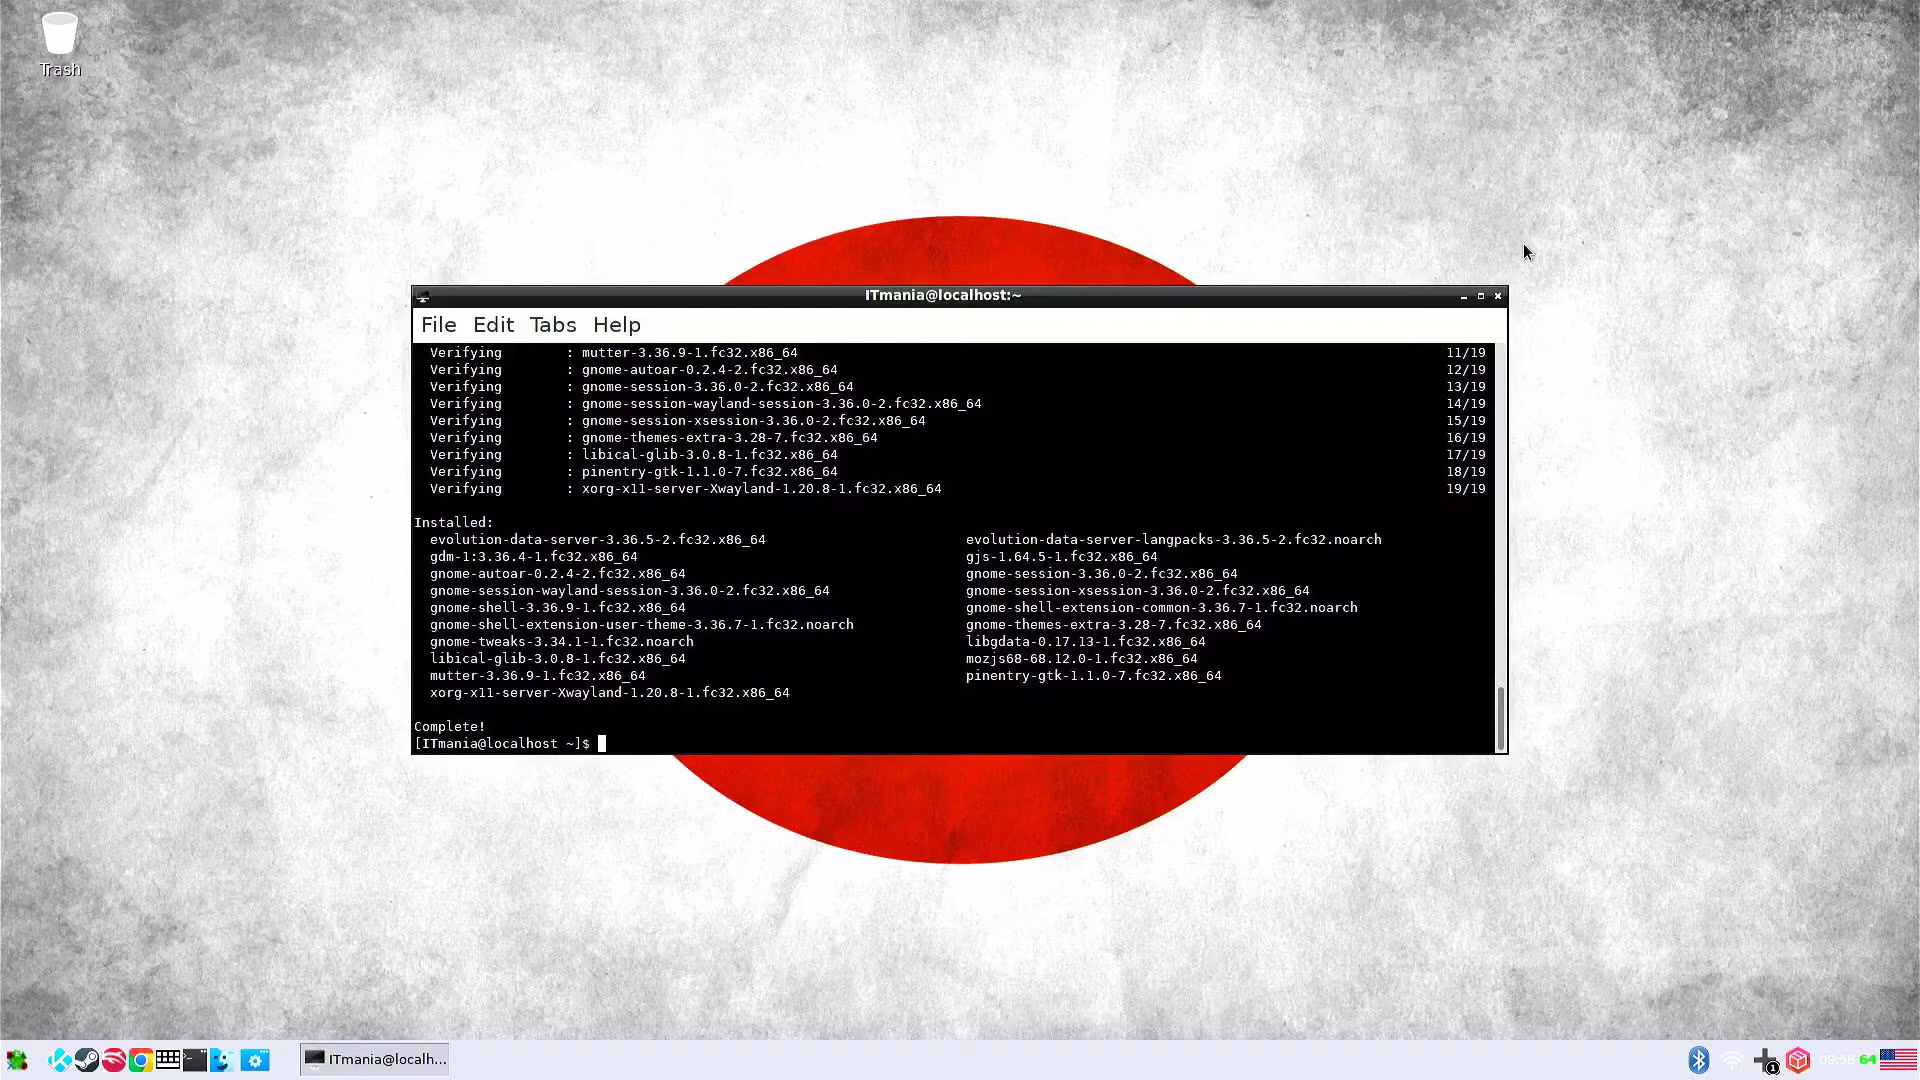 Trash
ITmania@localhost:~
File Edit Tabs Help
Verifying : mutter-3.36.9-1.fc32.x86_64 11/19
Verifying : gnome-autoar-0.2.4-2.fc32.x86_64 12/19
Verifying : gnome-session-3.36.0-2.fc32.x86_64 13/19
Verifying : gnome-session-wayland-session-3.36.0-2.fc32.x86_64 14/19
Verifying : gnome-session-xsession-3.36.0-2.fc32.x86_64 15/19
Verifying : gnome-themes-extra-3.28-7.fc32.x86_64 16/19
Verifying : libical-glib-3.0.8-1.fc32.x86_64 17/19
Verifying : pinentry-gtk-1.1.0-7.fc32.x86_64 18/19
Verifying : xorg-x11-server-Xwayland-1.20.8-1.fc32.x86_64 19/19
Installed:
evolution-data-server-3.36.5-2.fc32.x86_64 evolution-data-server-langpacks-3.36.5-2.fc32.noarch
gdm-1:3.36.4-1.fc32.x86_64 gjs-1.64.5-1.fc32.x86_64
gnome-autoar-0.2.4-2.fc32.x86_64 gnome-session-3.36.0-2.fc32.x86_64
gnome-session-wayland-session-3.36.0-2.fc32.x86_64 gnome-session-xsession-3.36.0-2.fc32.x86_64
gnome-shell-3.36.9-1.fc32.x86_64 gnome-shell-extension-common-3.36.7-1.fc32.noarch
gnome-shell-extension-user-theme-3.36.7-1.fc32.noarch gnome-themes-extra-3.28-7.fc32.x86_64
gnome-tweaks-3.34.1-1.fc32.noarch libgdata-0.17.13-1.fc32.x86_64
libical-glib-3.0.8-1.fc32.x86_64 mozjs68-68.12.0-1.fc32.x86_64
mutter-3.36.9-1.fc32.x86_64 pinentry-gtk-1.1.0-7.fc32.x86_64
xorg-x11-server-Xwayland-1.20.8-1.fc32.x86_64
Complete!
[ITmania@localhost ~]$
ITmania@localh...
1
09:58 64